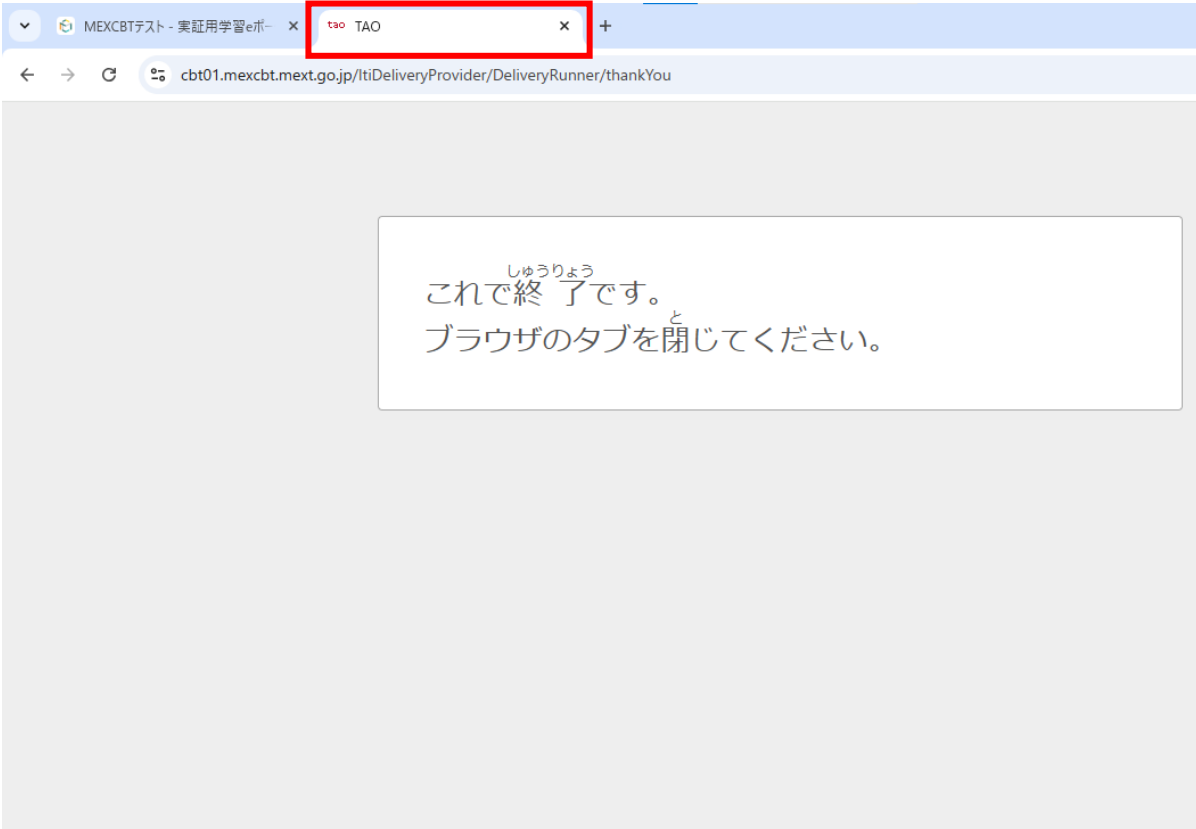 MEXCBTテスト - 実証用学習eポー
tao TAO
cbt01.mexcbt.mext.go.jp/ltiDeliveryProvider/DeliveryRunner/thankYou
しゅうりょう
これで終了です。
と
ブラウザのタブを閉じてください。